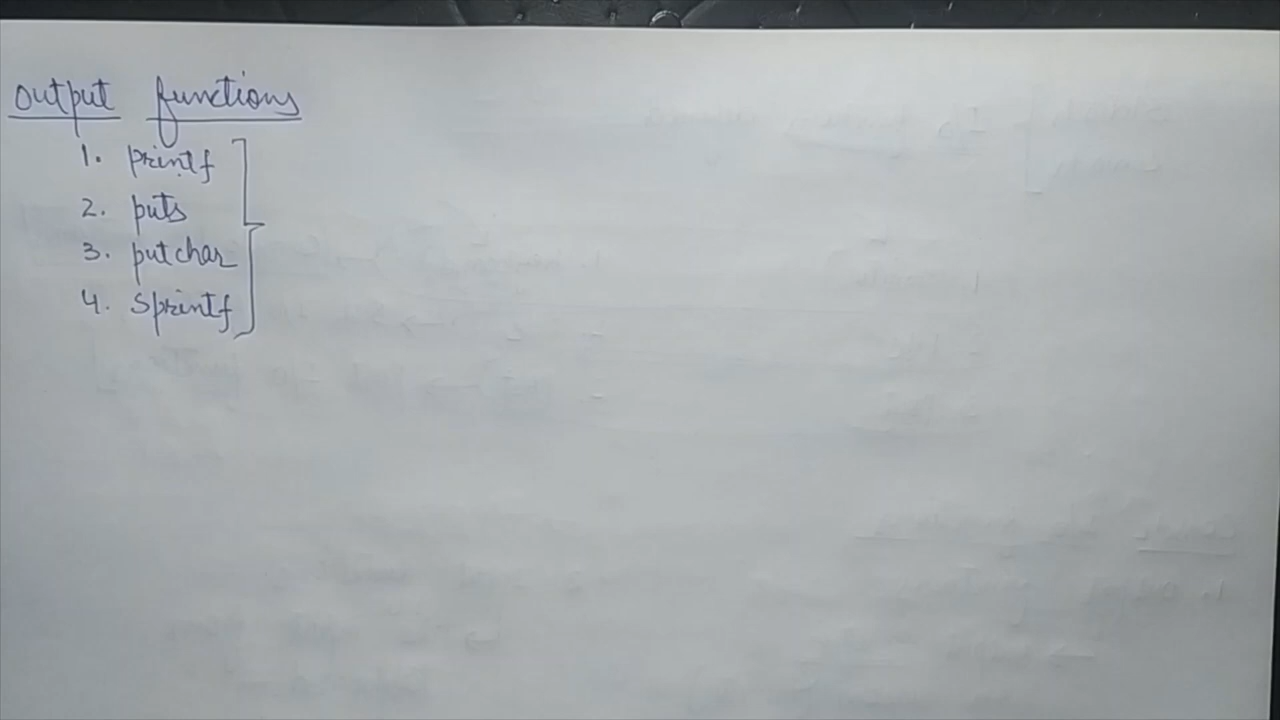 output functions
1. printf
2. puts
3. putchar
4. sprintf